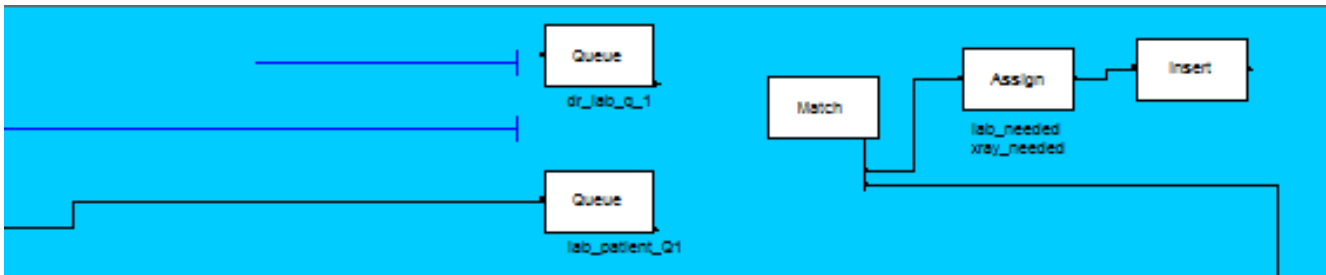 Queue
dr_lab_q_1
Match
Assign
lab_needed
xray_needed
Insert
Queue
lab_patient_Q1